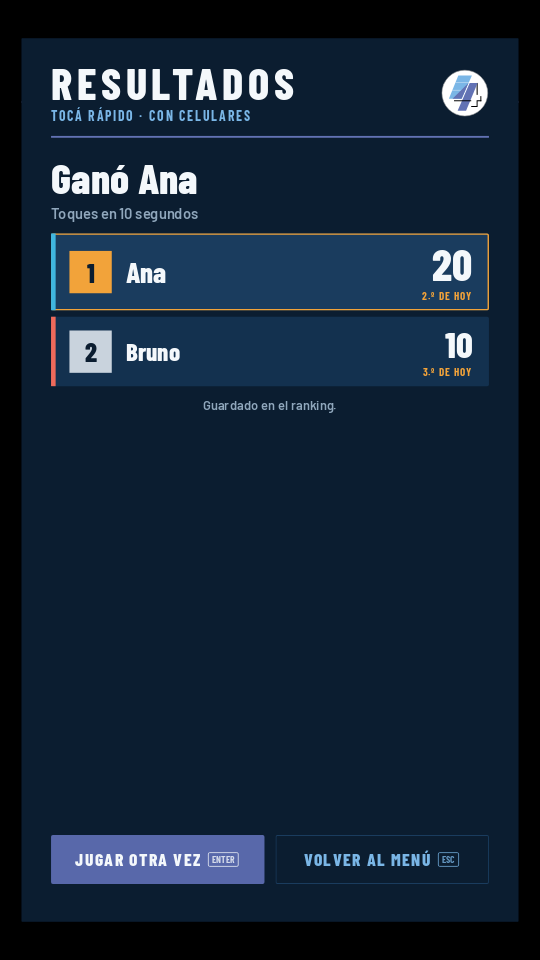 RESULTADOS
TOCÁ RÁPIDO · CON CELULARES
Ganó Ana
Toques en 10 segundos
1 Ana 20
2.º DE HOY
2 Bruno 10
3.º DE HOY
Guardado en el ranking.
JUGAR OTRA VEZ ENTER VOLVER AL MENÚ ESC